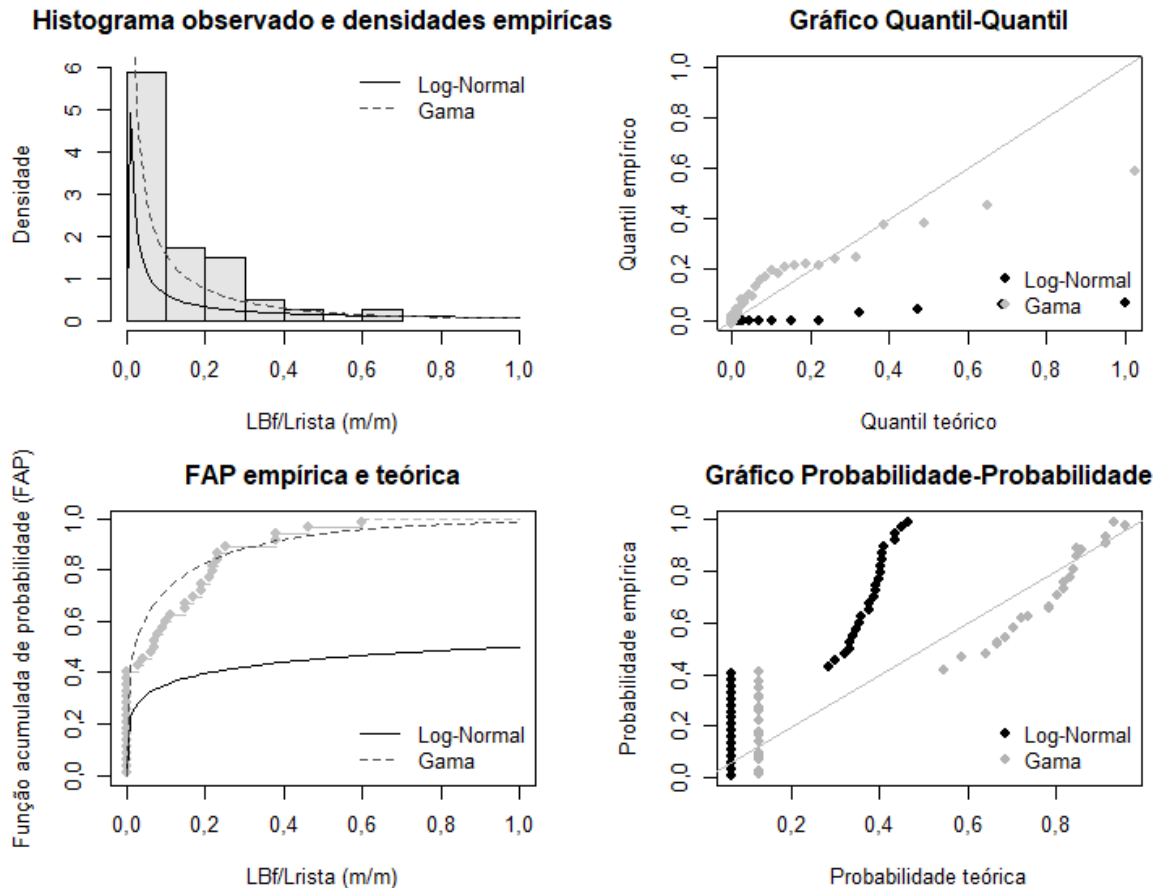 Histograma observado e densidades empirícas
Densidade
6
5
4
3
2
1
0
Log-Normal
Gama
0,0 0,2 0,4 0,6 0,8 1,0
LBf/Lrista (m/m)
Gráfico Quantil-Quantil
Quantil empírico
1,0
0,8
0,6
0,4
0,2
0,0
Log-Normal
Gama
0,0 0,2 0,4 0,6 0,8 1,0
Quantil teórico
FAP empírica e teórica
Função acumulada de probabilidade (FAP)
1,0
0,8
0,6
0,4
0,2
0,0
Log-Normal
Gama
0,0 0,2 0,4 0,6 0,8 1,0
LBf/Lrista (m/m)
Gráfico Probabilidade-Probabilidade
Probabilidade empírica
1,0
0,8
0,6
0,4
0,2
0,0
Log-Normal
Gama
0,2 0,4 0,6 0,8
Probabilidade teórica